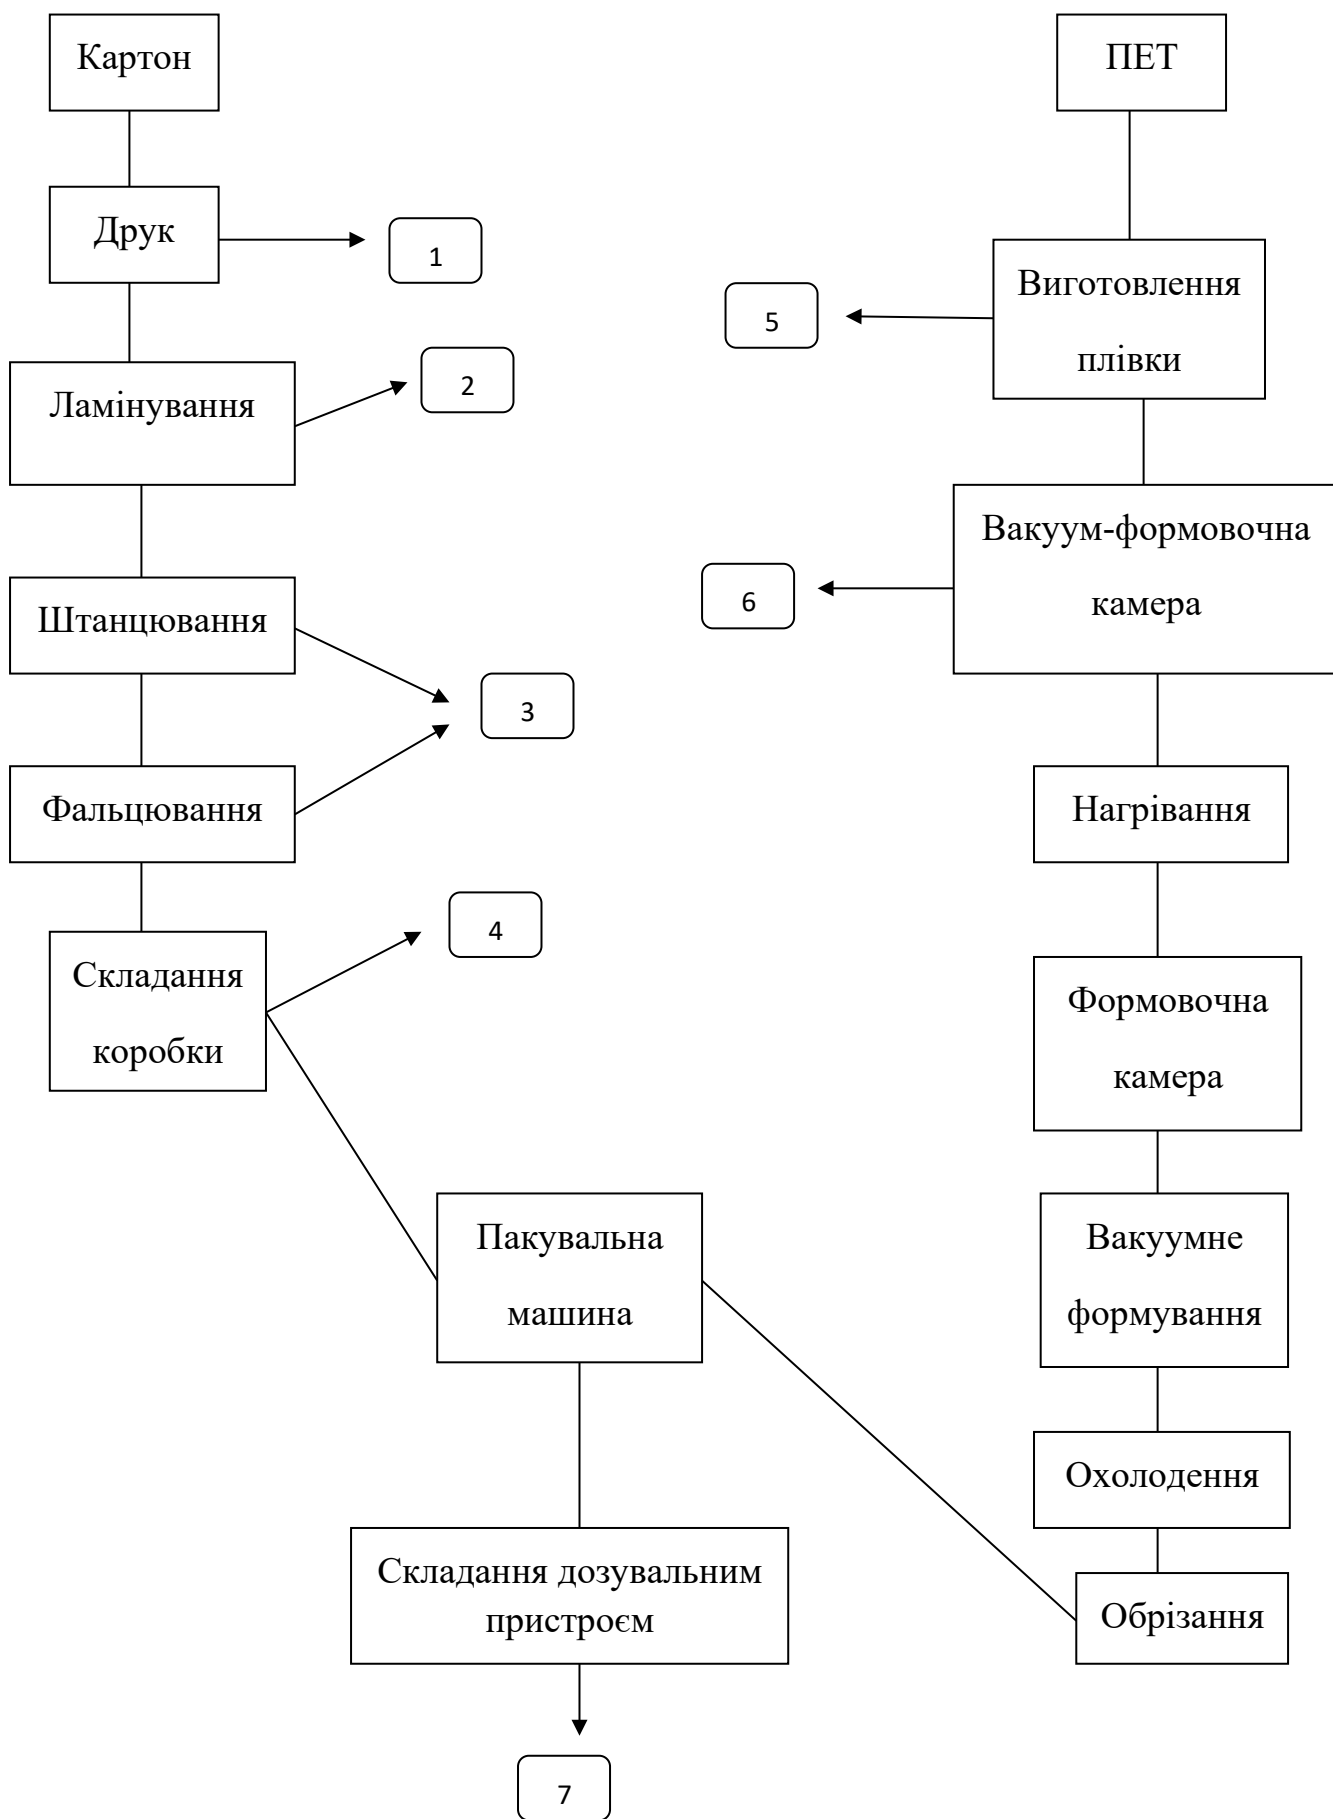 Картон
Друк
1
Ламінування
2
Штанцювання
3
Фальцювання
Складання
коробки
4
ПЕТ
Виготовлення
плівки
5
Вакуум-формовочна
камера
6
Нагрівання
Формовочна
камера
Вакуумне
формування
Охолодення
Обрізання
Пакувальна
машина
Складання дозувальним
пристроєм
7